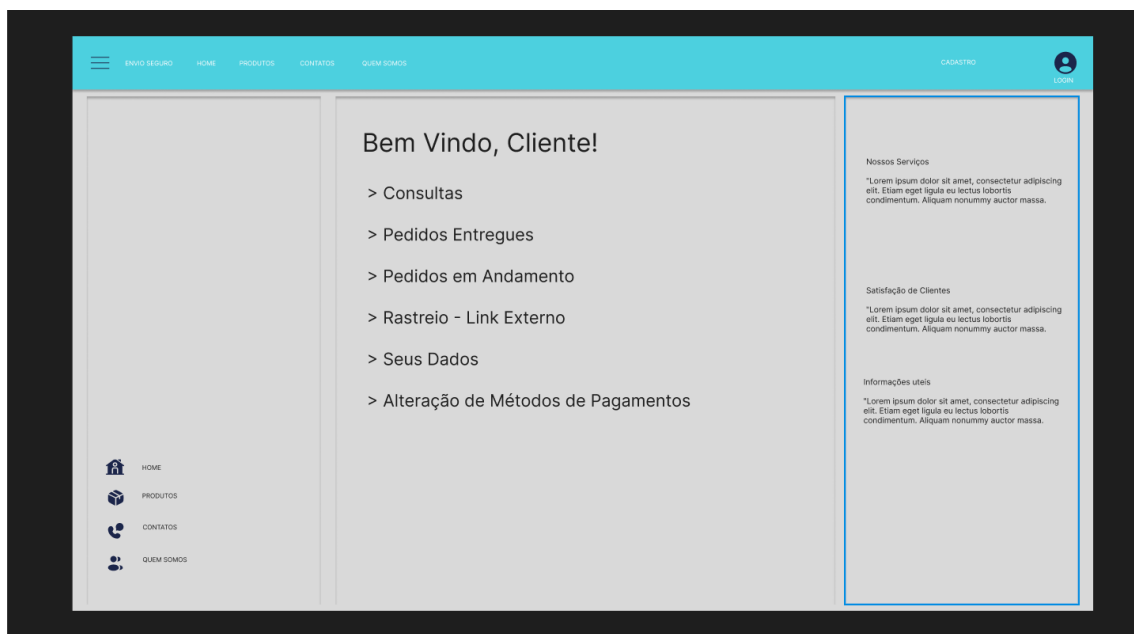 ENVIO SEGURO HOME PRODUTOS CONTATOS QUEM SOMOS CADASTRO
LOGIN
HOME
PRODUTOS
CONTATOS
QUEM SOMOS
Bem Vindo, Cliente!
> Consultas
> Pedidos Entregues
> Pedidos em Andamento
> Rastreio - Link Externo
> Seus Dados
> Alteração de Métodos de Pagamentos
Nossos Serviços
"Lorem ipsum dolor sit amet, consectetur adipiscing
elit. Etiam eget ligula eu lectus lobortis
condimentum. Aliquam nonummy auctor massa.
Satisfação de Clientes
"Lorem ipsum dolor sit amet, consectetur adipiscing
elit. Etiam eget ligula eu lectus lobortis
condimentum. Aliquam nonummy auctor massa.
Informações uteis
"Lorem ipsum dolor sit amet, consectetur adipiscing
elit. Etiam eget ligula eu lectus lobortis
condimentum. Aliquam nonummy auctor massa.